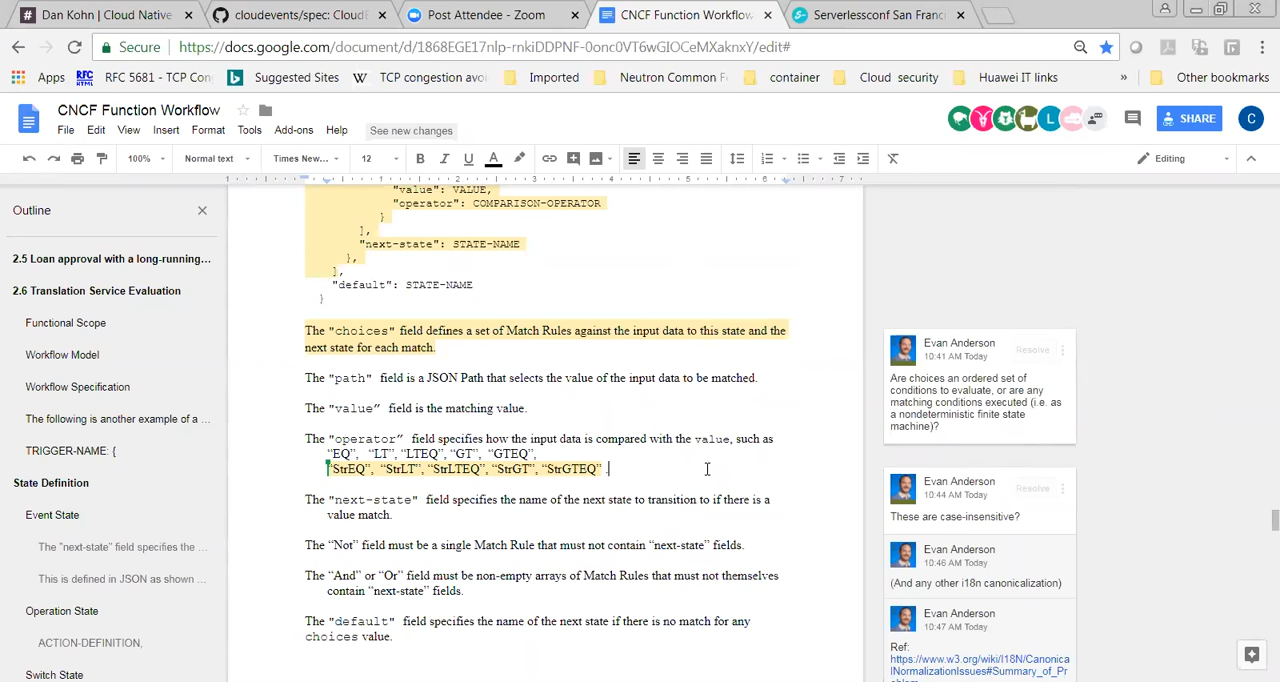 Dan Kohn | Cloud Native
cloudevents/spec: CloudE
Post Attendee - Zoom
CNCF Function Workflow
Serverlessconf San Franc
Secure
https://docs.google.com/document/d/1868EGE17nlp-rnkiDDPNF-0onc0VT6wGIOCeMXaknxY/edit#
Apps
RFC 5681 - TCP Con
Suggested Sites
TCP congestion avoi
Imported
Neutron Common F
container
Cloud security
Huawei IT links
»
Other bookmarks
CNCF Function Workflow
File Edit View Insert Format Tools Add-ons Help
See new changes
L
SHARE
C
100%
Normal text
Times New...
12
B I U A
Editing
1 1 2 3 4 5 6 7
Outline
2.5 Loan approval with a long-running...
2.6 Translation Service Evaluation
Functional Scope
Workflow Model
Workflow Specification
The following is another example of a
TRIGGER-NAME: {
State Definition
Event State
The "next-state" field specifies the ...
This is defined in JSON as shown ...
Operation State
ACTION-DEFINITION,
Switch State
"value": VALUE,
"operator": COMPARISON-OPERATOR
}
],
"next-state": STATE-NAME
},
],
"default": STATE-NAME
}
The "choices" field defines a set of Match Rules against the input data to this state and the
next state for each match.
The "path" field is a JSON Path that selects the value of the input data to be matched.
The "value” field is the matching value.
The "operator” field specifies how the input data is compared with the value, such as
“EQ”, “LT”, “LTEQ”, “GT”, “GTEQ”,
“StrEQ”, “StrLT”, “StrLTEQ”, “StrGT”, “StrGTEQ” .
The "next-state" field specifies the name of the next state to transition to if there is a
value match.
The “Not” field must be a single Match Rule that must not contain “next-state” fields.
The “And” or “Or” field must be non-empty arrays of Match Rules that must not themselves
contain “next-state” fields.
The "default" field specifies the name of the next state if there is no match for any
choices value.
Evan Anderson
10:41 AM Today
Resolve
Are choices an ordered set of
conditions to evaluate, or are any
matching conditions executed (i.e. as
a nondeterministic finite state
machine)?
Evan Anderson
10:44 AM Today
Resolve
These are case-insensitive?
Evan Anderson
10:46 AM Today
(And any other i18n canonicalization)
Evan Anderson
10:47 AM Today
Ref:
https://www.w3.org/wiki/I18N/Canonica
lNormalizationIssues#Summary_of_Pr